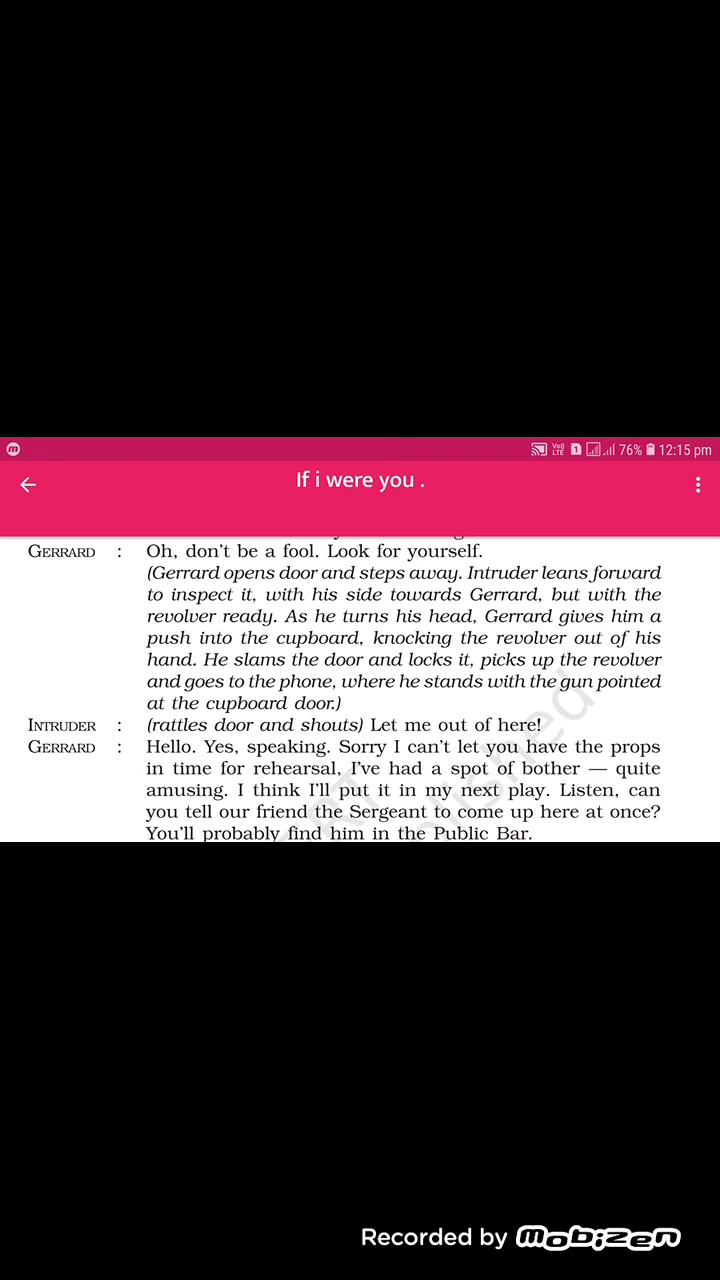 76% 12:15 pm
If i were you .
GERRARD : Oh, don't be a fool. Look for yourself.
(Gerrard opens door and steps away. Intruder leans forward
to inspect it, with his side towards Gerrard, but with the
revolver ready. As he turns his head, Gerrard gives him a
push into the cupboard, knocking the revolver out of his
hand. He slams the door and locks it, picks up the revolver
and goes to the phone, where he stands with the gun pointed
at the cupboard door.)
INTRUDER : (rattles door and shouts) Let me out of here!
GERRARD : Hello. Yes, speaking. Sorry I can't let you have the props
in time for rehearsal, I've had a spot of bother — quite
amusing. I think I'll put it in my next play. Listen, can
you tell our friend the Sergeant to come up here at once?
You'll probably find him in the Public Bar.
Recorded by mobizen